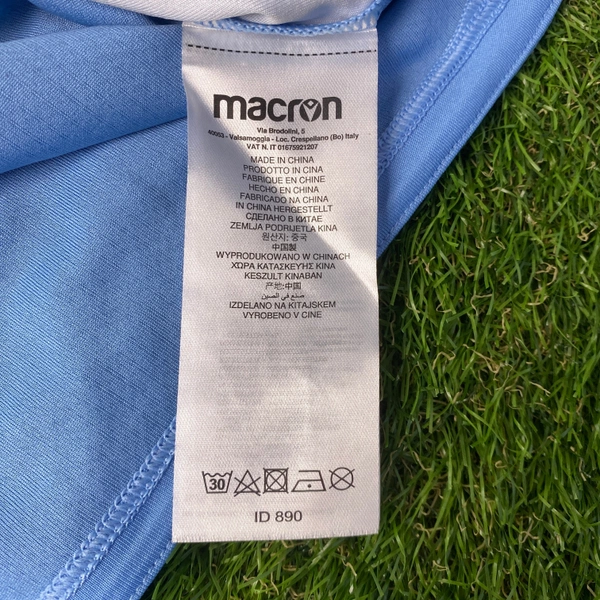 macron
Via Brodolini, 5
40053 - Valsamoggia - Loc. Crespellano (Bo) Italy
VAT N. IT 01675921207
MADE IN CHINA
PRODOTTO IN CINA
FABRIQUE EN CHINE
HECHO EN CHINA
FABRICADO NA CHINA
IN CHINA HERGESTELLT
СДЕЛАНО В КИТАЕ
ZEMLJA PODRIJETLA KINA
원산지: 중국
中国製
WYPRODUKOWANO W CHINACH
ΧΩΡΑ ΚΑΤΑΣΚΕΥΗΣ ΚΙΝΑ
KESZULT KINABAN
产地:中国
صنع في الصين
IZDELANO NA KITAJSKEM
VYROBENO V CINE
30
ID 890